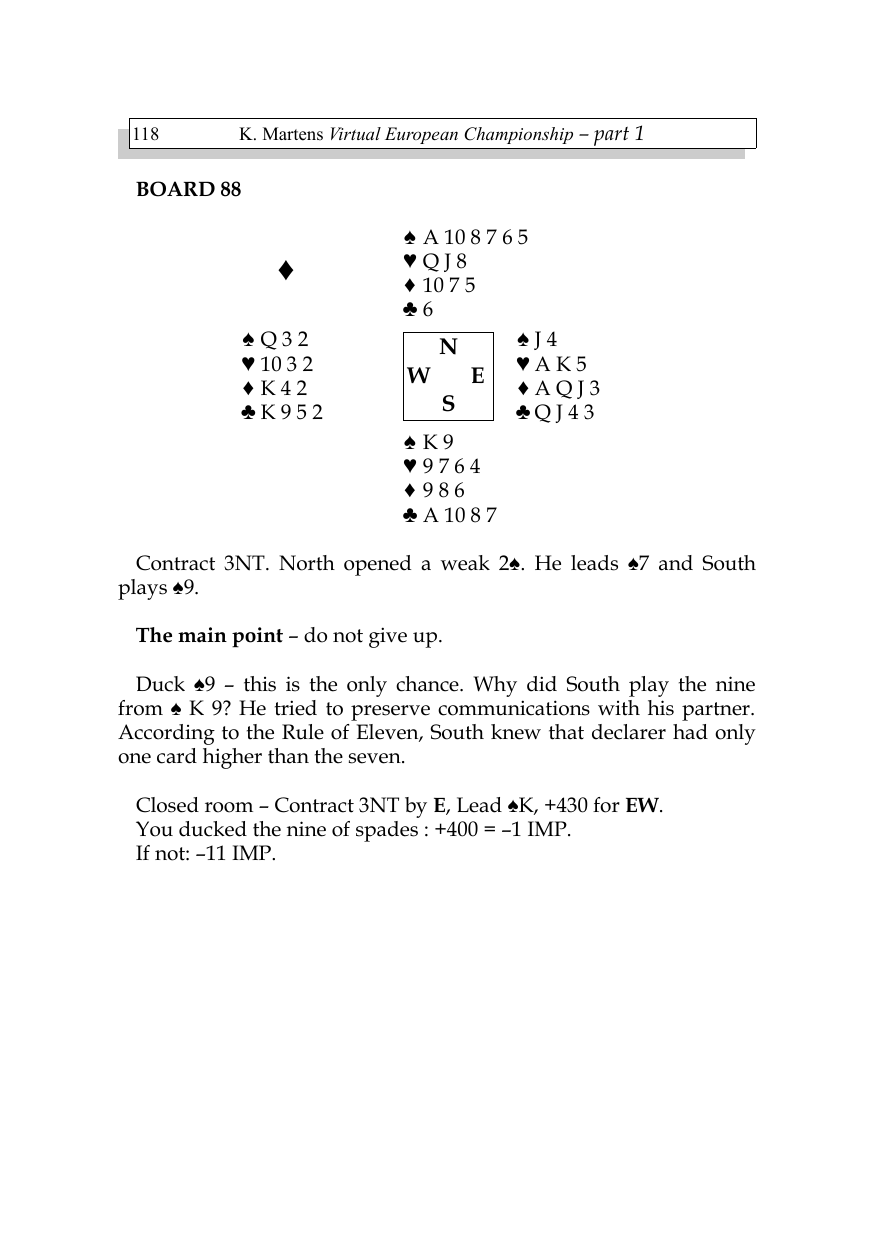 118 K. Martens Virtual European Championship – part 1
BOARD 88
♠ A 10 8 7 6 5
♥ Q J 8
♦ 10 7 5
♣ 6
♦
♠ Q 3 2
♥ 10 3 2
♦ K 4 2
♣ K 9 5 2
N
W E
S
♠ J 4
♥ A K 5
♦ A Q J 3
♣ Q J 4 3
♠ K 9
♥ 9 7 6 4
♦ 9 8 6
♣ A 10 8 7
Contract 3NT. North opened a weak 2♠. He leads ♠7 and South
plays ♠9.
The main point – do not give up.
Duck ♠9 – this is the only chance. Why did South play the nine
from ♠ K 9? He tried to preserve communications with his partner.
According to the Rule of Eleven, South knew that declarer had only
one card higher than the seven.
Closed room – Contract 3NT by E, Lead ♠K, +430 for EW.
You ducked the nine of spades : +400 = –1 IMP.
If not: –11 IMP.